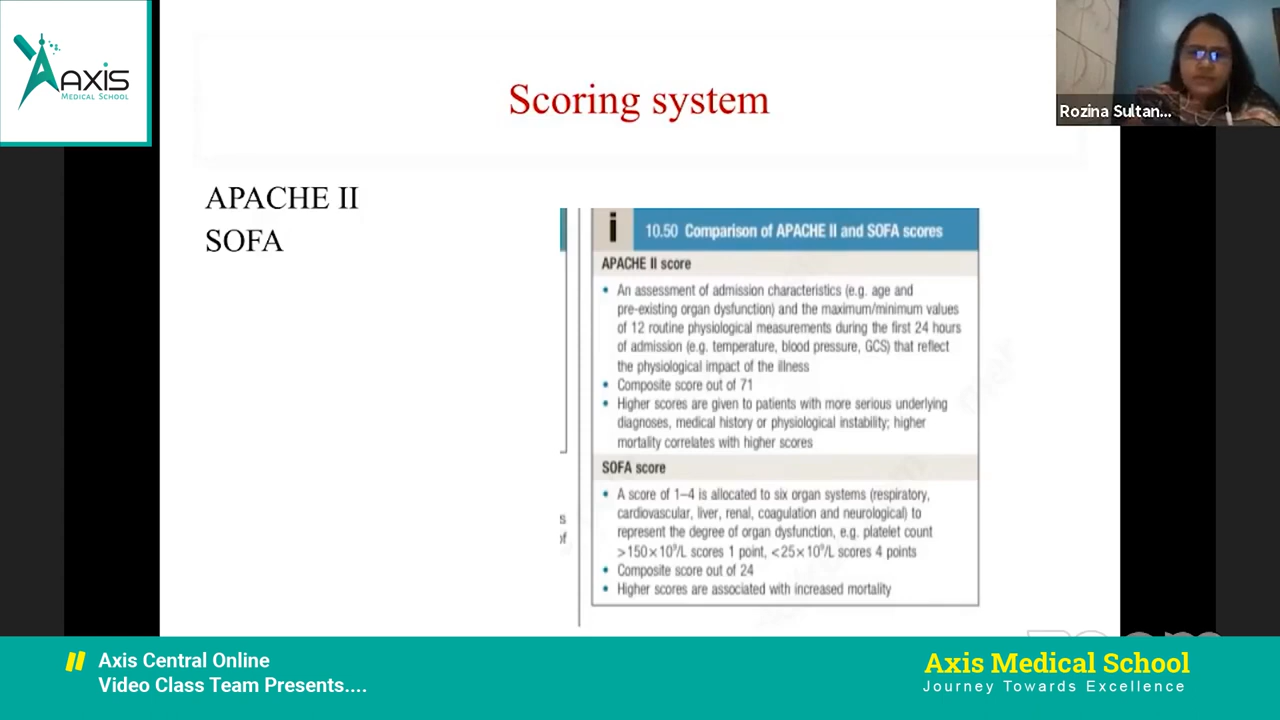 AXIS
MEDICAL SCHOOL
Scoring system
Rozina Sultan...
APACHE II
SOFA
i
10.50 Comparison of APACHE II and SOFA scores
APACHE II score
• An assessment of admission characteristics (e.g. age and
pre-existing organ dysfunction) and the maximum/minimum values
of 12 routine physiological measurements during the first 24 hours
of admission (e.g. temperature, blood pressure, GCS) that reflect
the physiological impact of the illness
• Composite score out of 71
• Higher scores are given to patients with more serious underlying
diagnoses, medical history or physiological instability; higher
mortality correlates with higher scores
SOFA score
• A score of 1–4 is allocated to six organ systems (respiratory,
cardiovascular, liver, renal, coagulation and neurological) to
represent the degree of organ dysfunction, e.g. platelet count
>150×10⁹/L scores 1 point, <25×10⁹/L scores 4 points
• Composite score out of 24
• Higher scores are associated with increased mortality
s
of
Axis Central Online
Video Class Team Presents....
Axis Medical School
Journey Towards Excellence